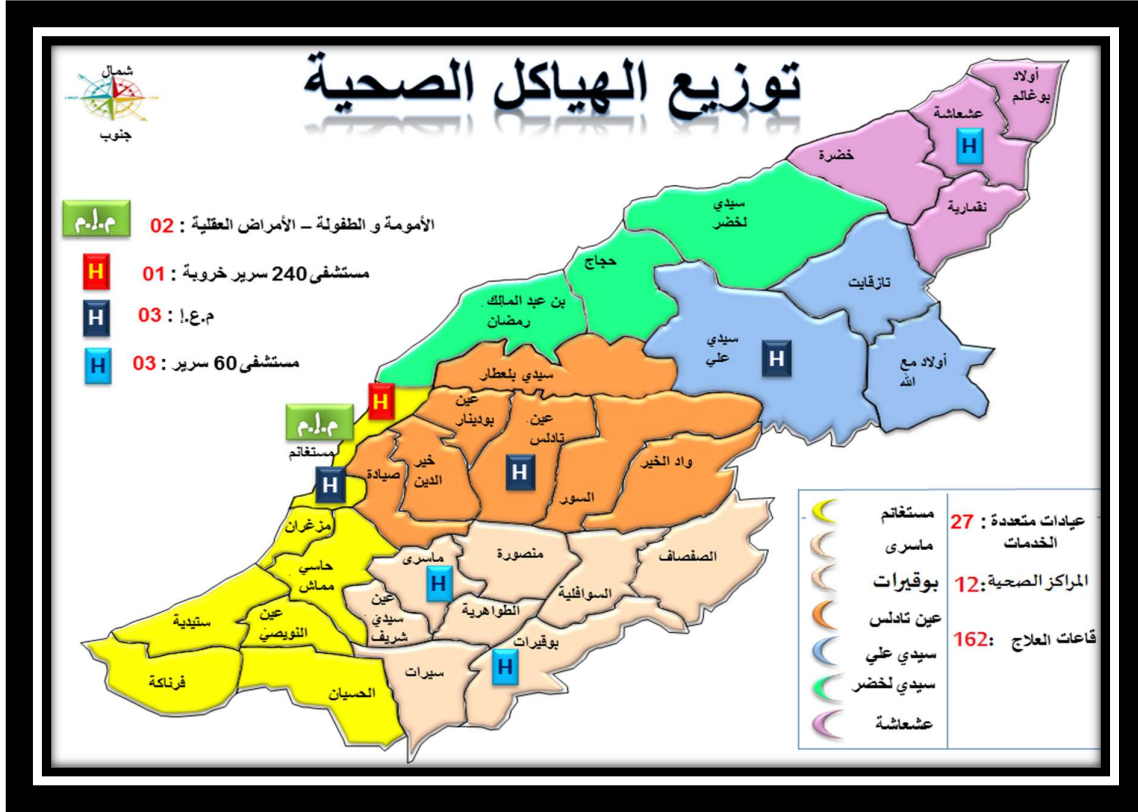 توزيع الهياكل الصحية
شمال
جنوب
م.إ.م
الأمومة و الطفولة – الأمراض العقلية : 02
H
مستشفى 240 سرير خروبة : 01
H
م.ع.إ : 03
H
مستشفى 60 سرير : 03
H
أولاد
بوغالم
عشعاشة
H
خضرة
نقمارية
سيدي
لخضر
حجاج
بن عبد المالك
رمضان
تازقايت
سيدي
علي
H
أولاد مع
الله
سيدي بلعطار
عين
بودينار
عين
تادلس
H
واد الخير
السور
خير
الدين
صيادة
H
م.إ.م
مستغانم
H
مزغران
حاسي
مماش
ستيدية
عين
النويصي
فرناكة
الحسيان
ماسرى
H
منصورة
الصفصاف
السوافلية
الطواهرية
عين
سيدي
شريف
بوقيرات
H
سيرات
مستغانم
ماسرى
بوقيرات
عين تادلس
سيدي علي
سيدي لخضر
عشعاشة
عيادات متعددة : 27
الخدمات
المراكز الصحية:12
قاعات العلاج :162